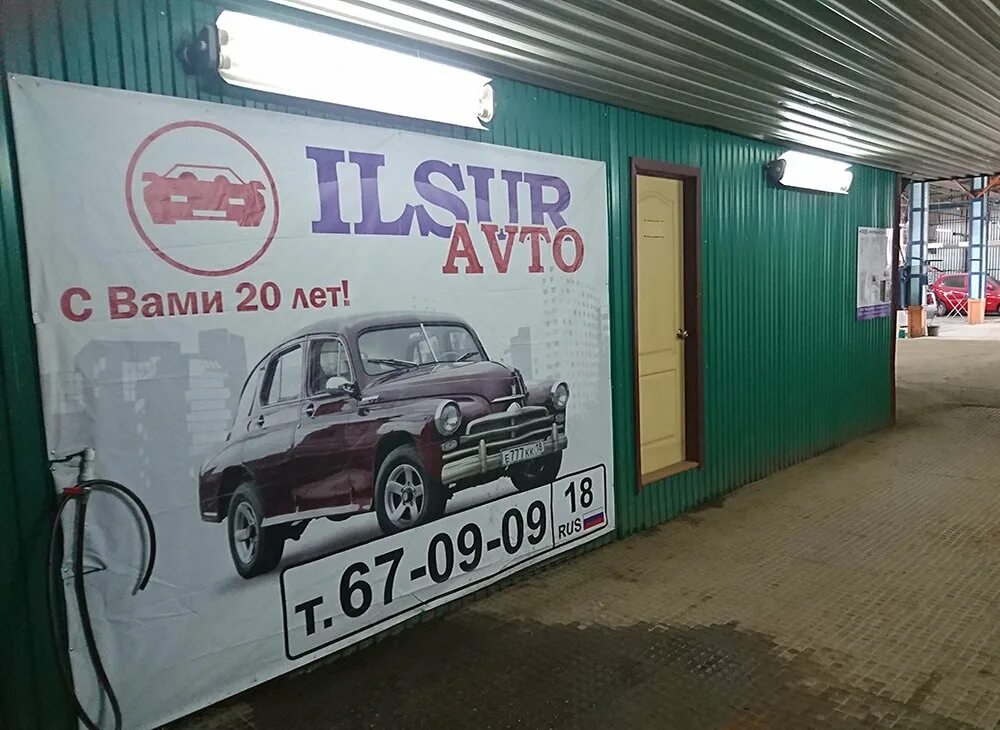 ILSUR
AVTO
С Вами 20 лет!
Е777КК 18
т. 67-09-09
18
RUS